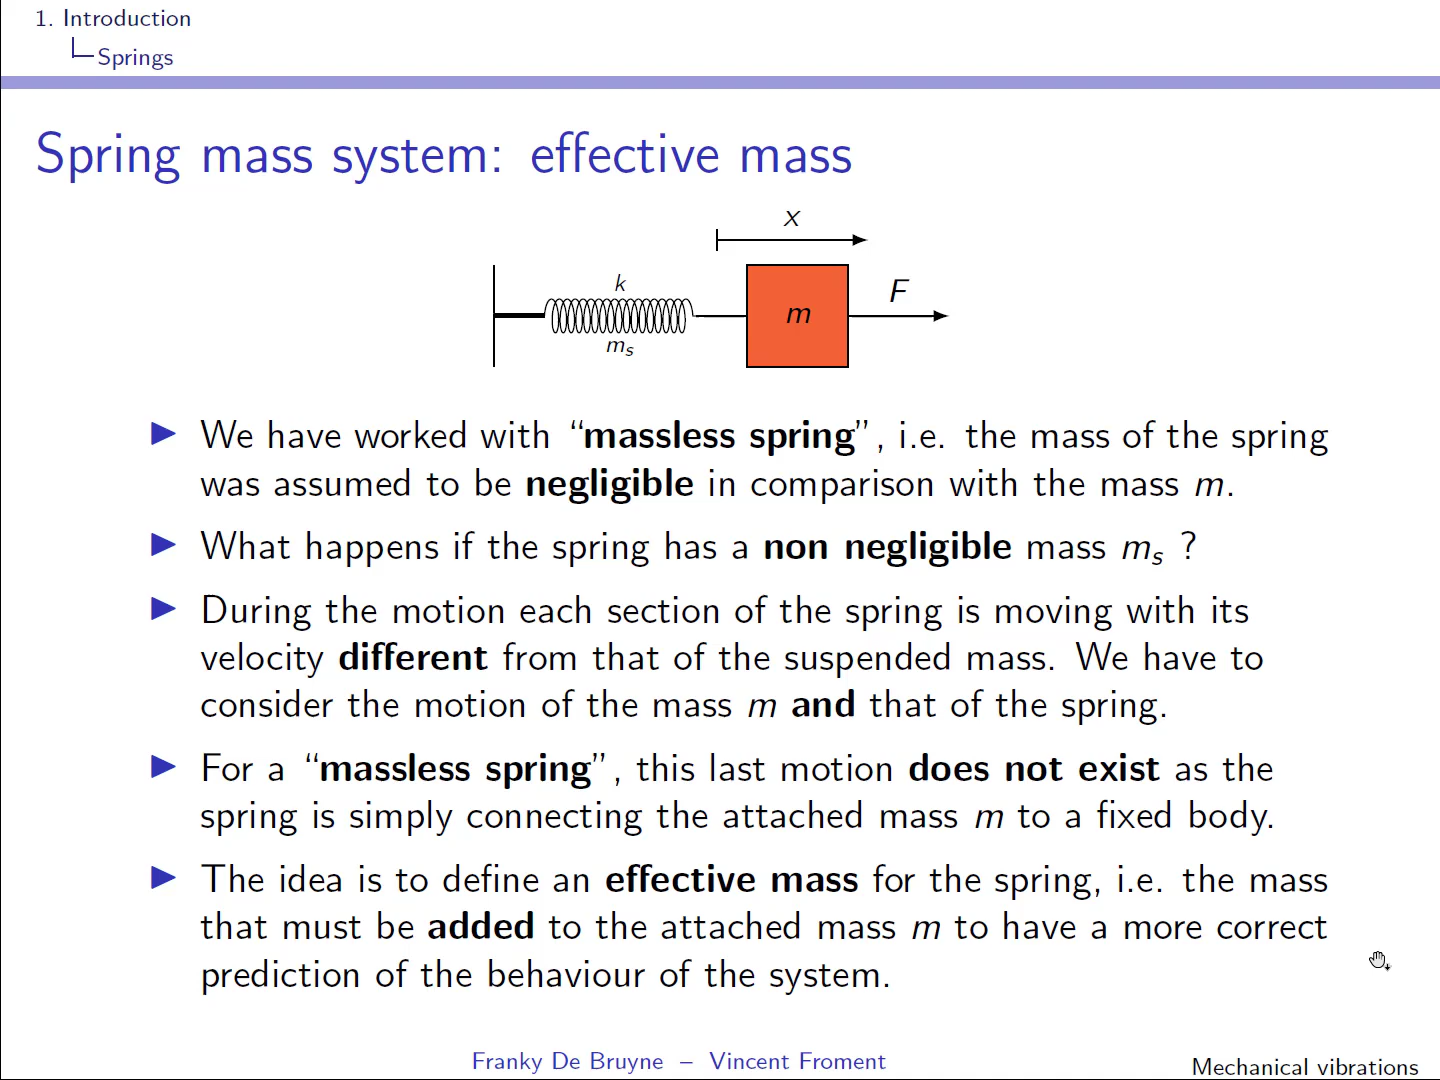 1. Introduction
Springs
Spring mass system: effective mass
x
k
F
m
mₛ
▶ We have worked with “massless spring”, i.e. the mass of the spring
was assumed to be negligible in comparison with the mass m.
▶ What happens if the spring has a non negligible mass mₛ ?
▶ During the motion each section of the spring is moving with its
velocity different from that of the suspended mass. We have to
consider the motion of the mass m and that of the spring.
▶ For a “massless spring”, this last motion does not exist as the
spring is simply connecting the attached mass m to a fixed body.
▶ The idea is to define an effective mass for the spring, i.e. the mass
that must be added to the attached mass m to have a more correct
prediction of the behaviour of the system.
Franky De Bruyne – Vincent Froment
Mechanical vibrations